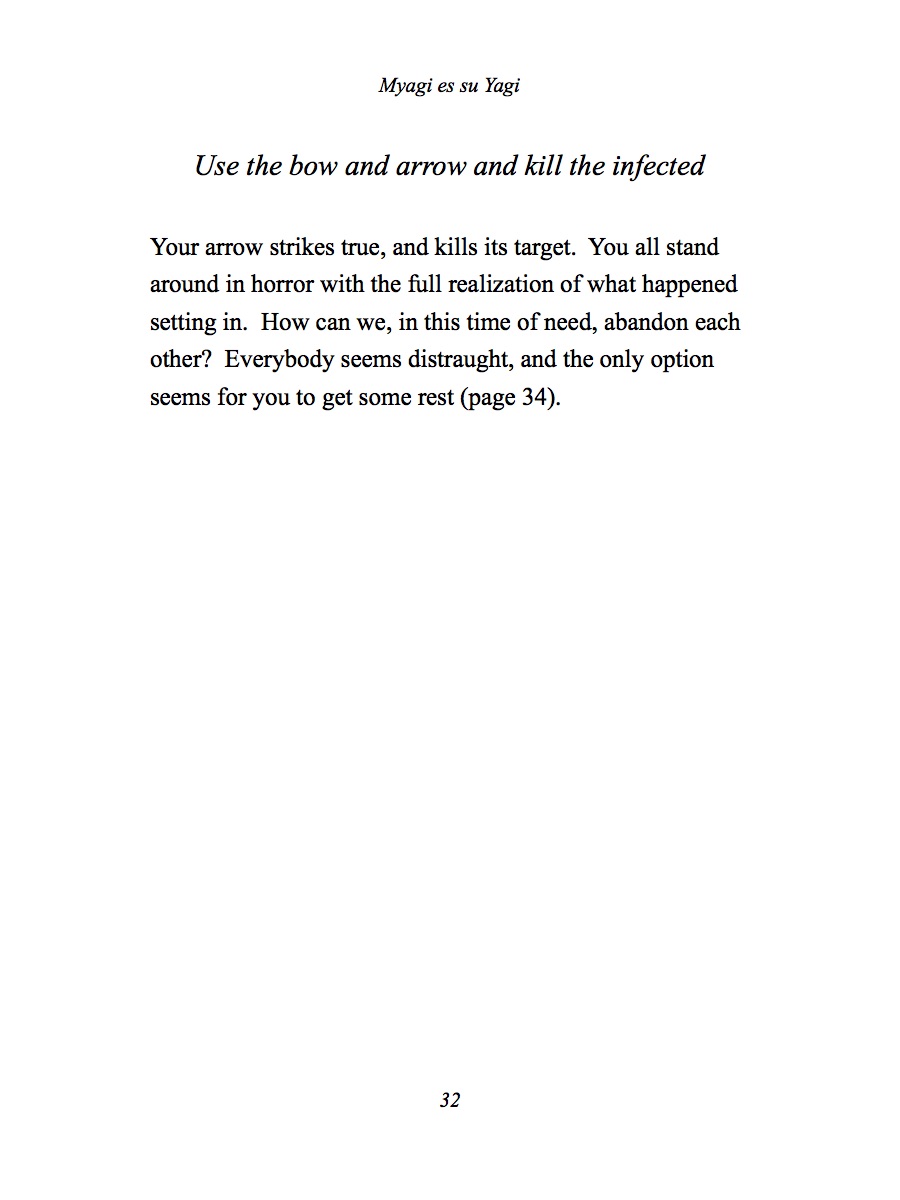 Myagi es su Yagi
Use the bow and arrow and kill the infected
Your arrow strikes true, and kills its target.  You all stand
around in horror with the full realization of what happened
setting in.  How can we, in this time of need, abandon each
other?  Everybody seems distraught, and the only option
seems for you to get some rest (page 34).
32